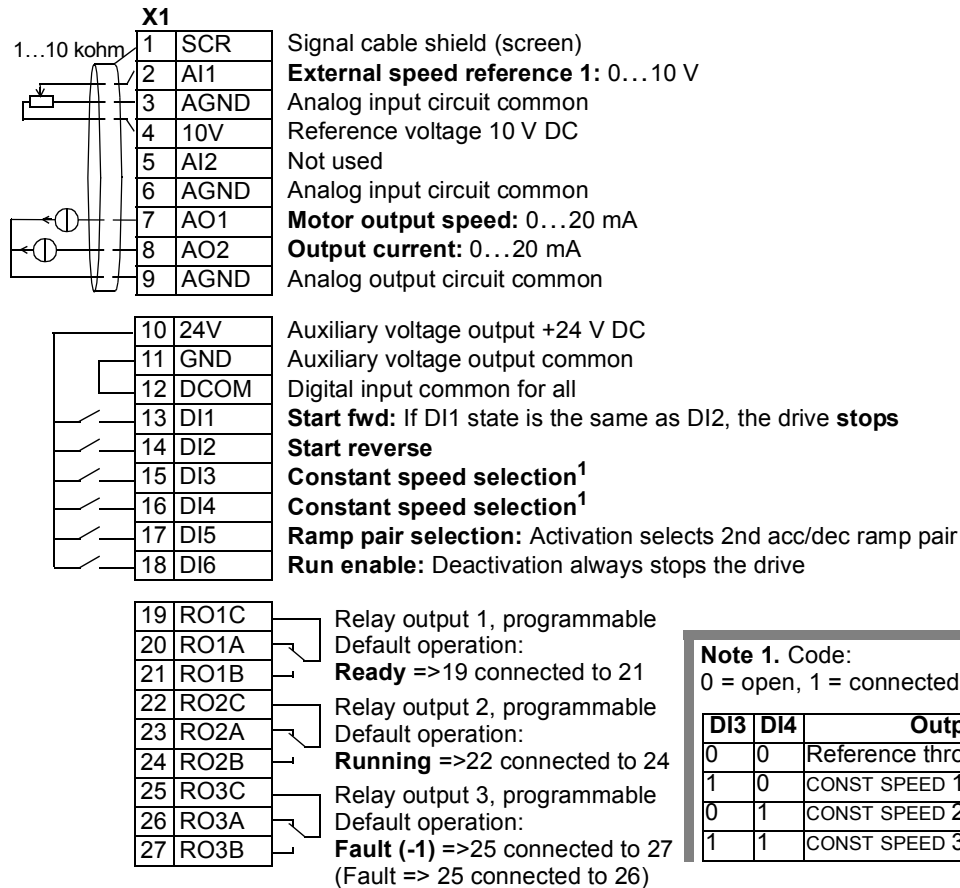 X1
1…10 kohm
1 SCR Signal cable shield (screen)
2 AI1 External speed reference 1: 0…10 V
3 AGND Analog input circuit common
4 10V Reference voltage 10 V DC
5 AI2 Not used
6 AGND Analog input circuit common
7 AO1 Motor output speed: 0…20 mA
8 AO2 Output current: 0…20 mA
9 AGND Analog output circuit common
10 24V Auxiliary voltage output +24 V DC
11 GND Auxiliary voltage output common
12 DCOM Digital input common for all
13 DI1 Start fwd: If DI1 state is the same as DI2, the drive stops
14 DI2 Start reverse
15 DI3 Constant speed selection1
16 DI4 Constant speed selection1
17 DI5 Ramp pair selection: Activation selects 2nd acc/dec ramp pair
18 DI6 Run enable: Deactivation always stops the drive
19 RO1C Relay output 1, programmable
20 RO1A Default operation:
21 RO1B Ready =>19 connected to 21
22 RO2C Relay output 2, programmable
23 RO2A Default operation:
24 RO2B Running =>22 connected to 24
25 RO3C Relay output 3, programmable
26 RO3A Default operation:
27 RO3B Fault (-1) =>25 connected to 27
(Fault => 25 connected to 26)
Note 1. Code:
0 = open, 1 = connected
DI3 DI4
0 0 Reference
1 0 CONST SPEED 1
0 1 CONST SPEED 2
1 1 CONST SPEED 3